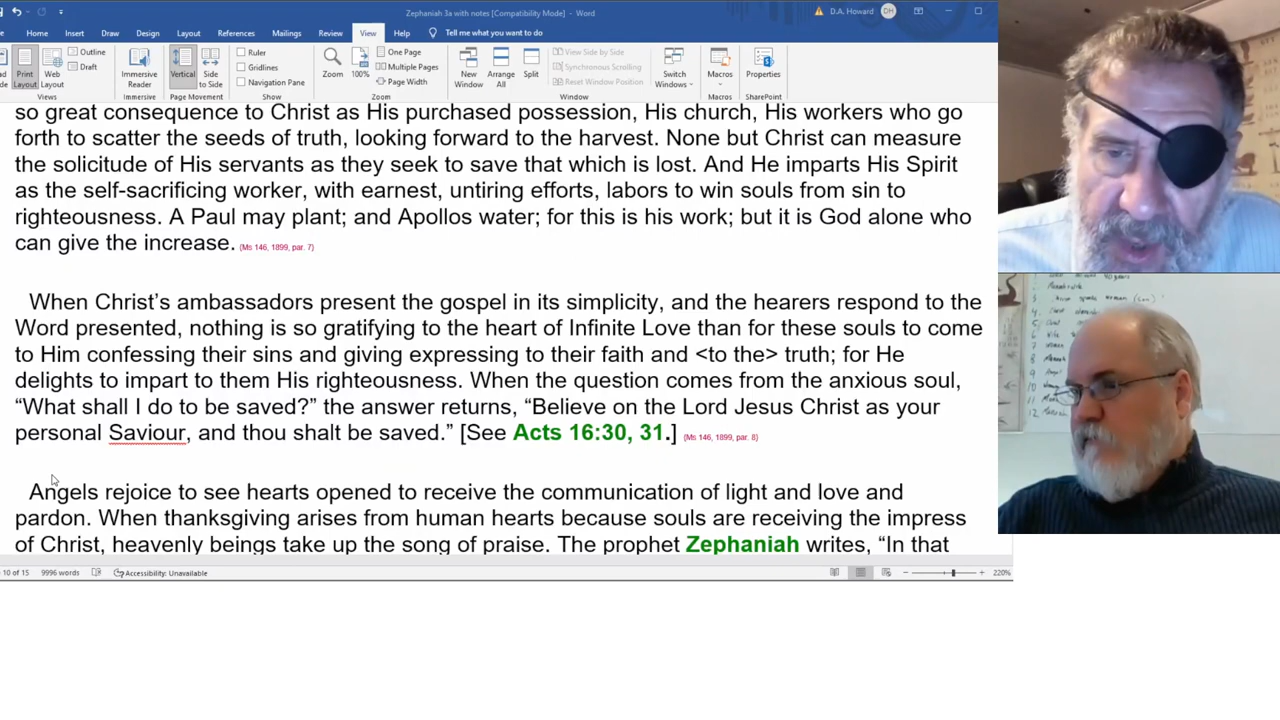 Zephaniah 3a with notes [Compatibility Mode] - Word
D.A. Howard
DH
Home Insert Draw Design Layout References Mailings Review View Help Tell me what you want to do
Print Layout
Web Layout
Outline
Draft
Views
Immersive Reader
Immersive
Vertical
Side to Side
Page Movement
Ruler
Gridlines
Navigation Pane
Show
Zoom
100%
One Page
Multiple Pages
Page Width
Zoom
New Window
Arrange All
Split
View Side by Side
Synchronous Scrolling
Reset Window Position
Window
Switch Windows
Macros
Macros
Properties
SharePoint
so great consequence to Christ as His purchased possession, His church, His workers who go
forth to scatter the seeds of truth, looking forward to the harvest. None but Christ can measure
the solicitude of His servants as they seek to save that which is lost. And He imparts His Spirit
as the self-sacrificing worker, with earnest, untiring efforts, labors to win souls from sin to
righteousness. A Paul may plant; and Apollos water; for this is his work; but it is God alone who
can give the increase. {Ms 146, 1899, par. 7}
When Christ’s ambassadors present the gospel in its simplicity, and the hearers respond to the
Word presented, nothing is so gratifying to the heart of Infinite Love than for these souls to come
to Him confessing their sins and giving expressing to their faith and <to the> truth; for He
delights to impart to them His righteousness. When the question comes from the anxious soul,
“What shall I do to be saved?” the answer returns, “Believe on the Lord Jesus Christ as your
personal Saviour, and thou shalt be saved.” [See Acts 16:30, 31.] {Ms 146, 1899, par. 8}
Angels rejoice to see hearts opened to receive the communication of light and love and
pardon. When thanksgiving arises from human hearts because souls are receiving the impress
of Christ, heavenly beings take up the song of praise. The prophet Zephaniah writes, “In that
10 of 15 9996 words Accessibility: Unavailable 220%